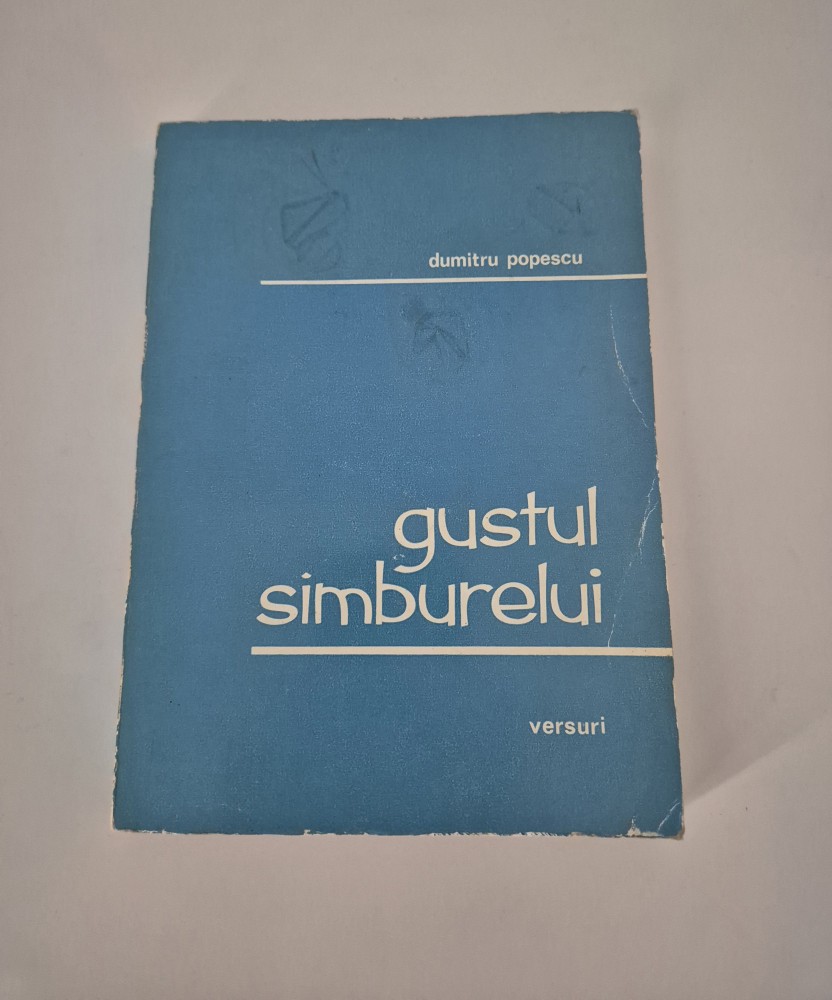 dumitru popescu
gustul
simburelui
versuri